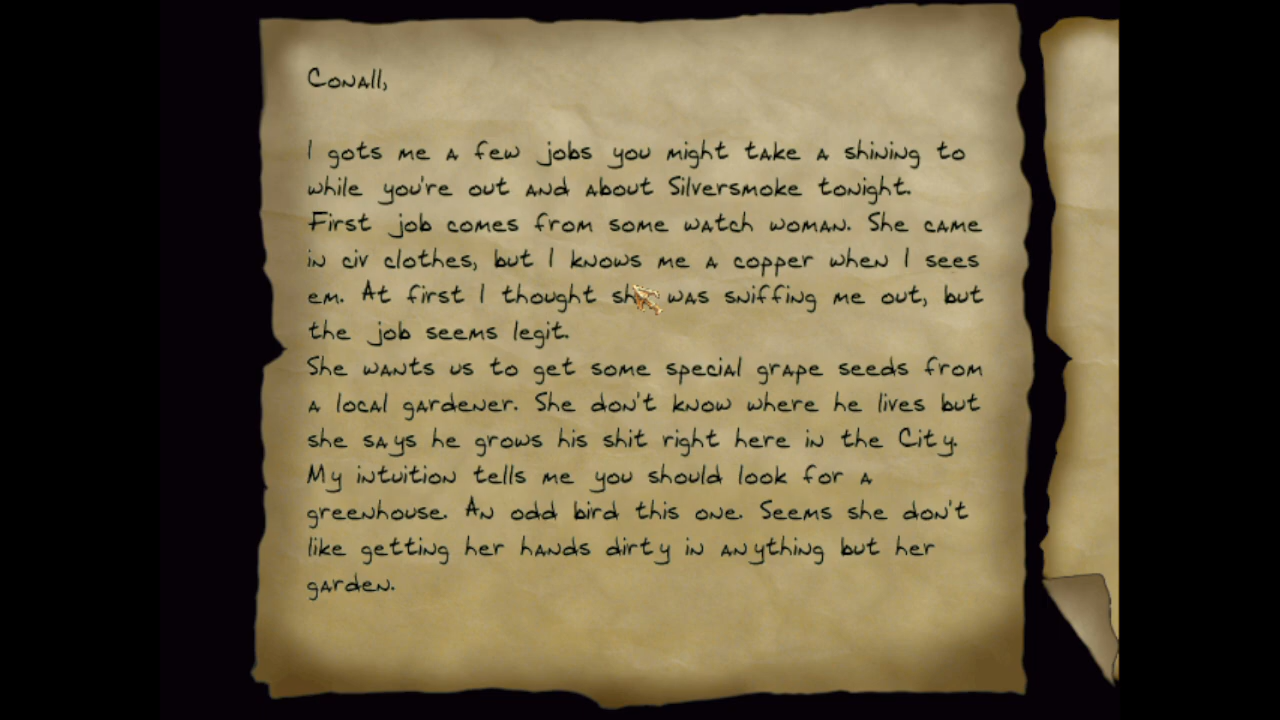 Conall,
I gots me a few jobs you might take a shining to
while you're out and about Silversmoke tonight.
First job comes from some watch woman. She came
in civ clothes, but I knows me a copper when I sees
em. At first I thought she was sniffing me out, but
the job seems legit.
She wants us to get some special grape seeds from
a local gardener. She don't know where he lives but
she says he grows his shit right here in the City.
My intuition tells me you should look for a
greenhouse. An odd bird this one. Seems she don't
like getting her hands dirty in anything but her
garden.